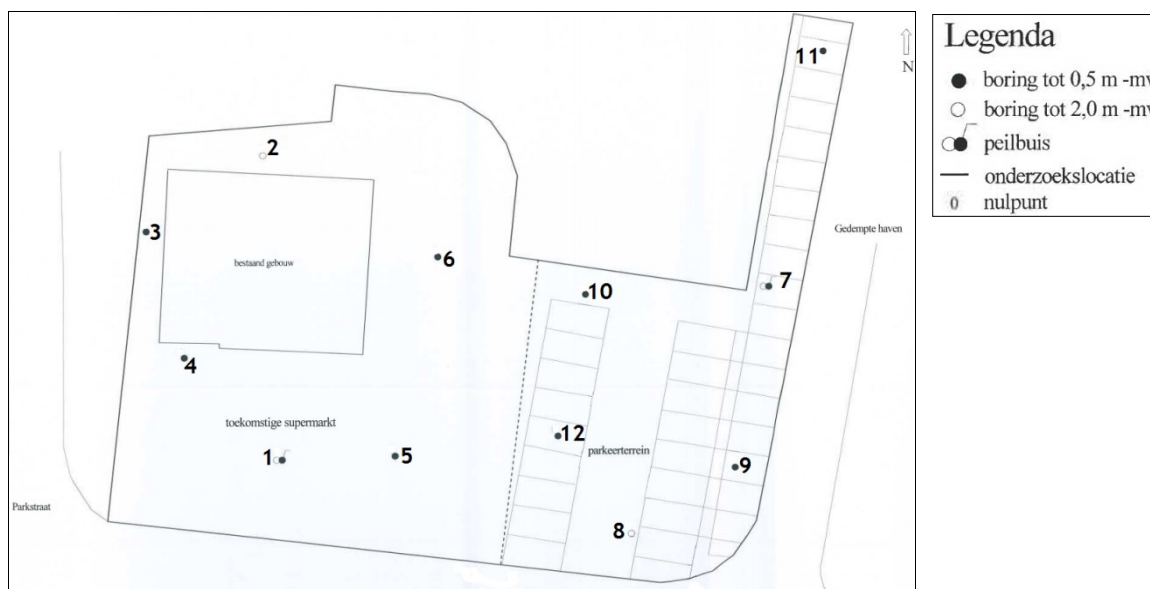 11
N
2
3
bestaand gebouw
6
Gedempte haven
7
10
4
toekomstige supermarkt
12
parkeerterrein
1
5
9
8
Parkstraat
Legenda
boring tot 0,5 m -mv
boring tot 2,0 m -mv
peilbuis
onderzoekslocatie
0 nulpunt